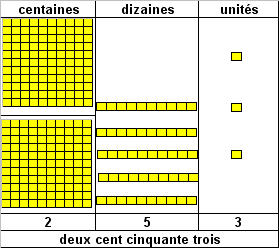 centaines dizaines unités
2 5 3
deux cent cinquante trois